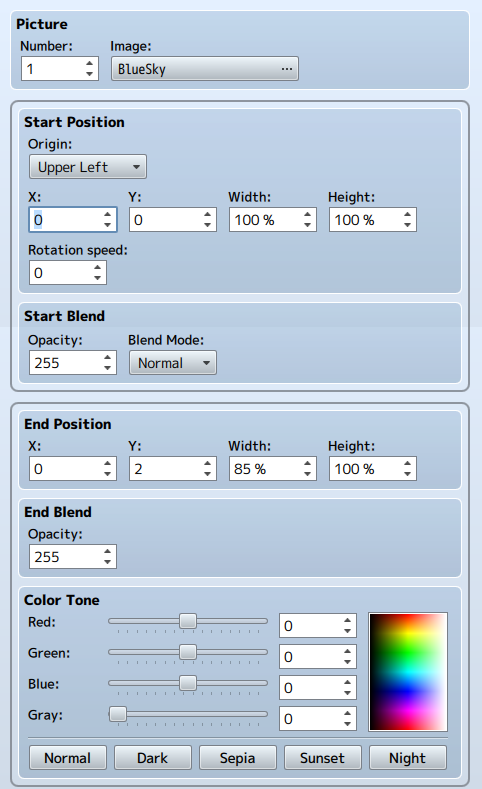 Picture
Number: Image:
1 BlueSky ...
Start Position
Origin:
Upper Left
X: Y: Width: Height:
0 0 100 % 100 %
Rotation speed:
0
Start Blend
Opacity: Blend Mode:
255 Normal
End Position
X: Y: Width: Height:
0 2 85 % 100 %
End Blend
Opacity:
255
Color Tone
Red: 0
Green: 0
Blue: 0
Gray: 0
Normal Dark Sepia Sunset Night